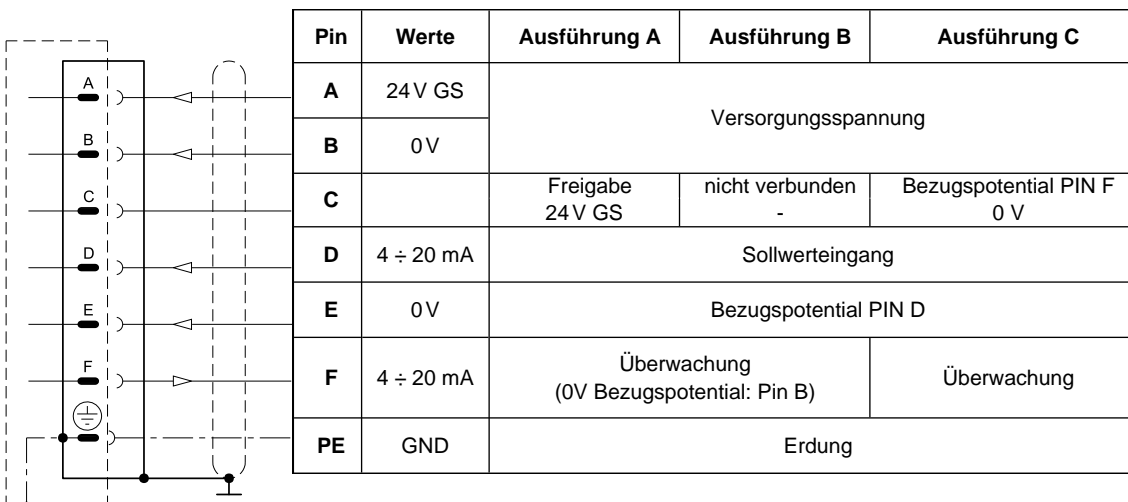 Pin Werte Ausführung A Ausführung B Ausführung C
A
A 24 V GS
Versorgungsspannung
B
B 0 V
C
C
Freigabe nicht verbunden Bezugspotential PIN F
24 V GS - 0 V
D
D 4 ÷ 20 mA Sollwerteingang
E
E 0 V Bezugspotential PIN D
F
F 4 ÷ 20 mA
Überwachung
(0V Bezugspotential: Pin B)
Überwachung
PE GND Erdung